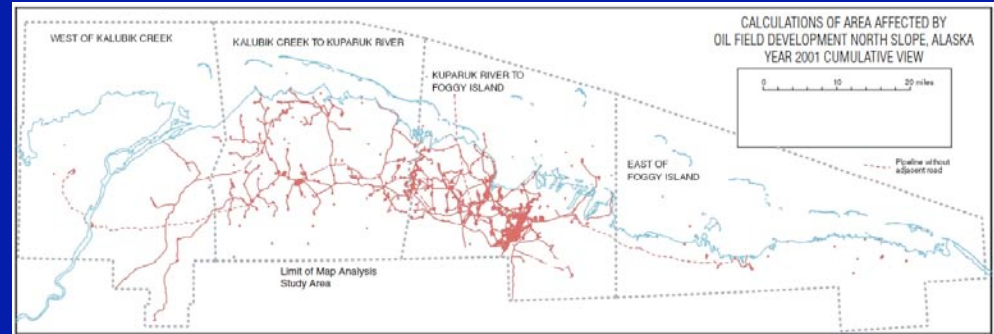 CALCULATIONS OF AREA AFFECTED BY
OIL FIELD DEVELOPMENT NORTH SLOPE, ALASKA
YEAR 2001 CUMULATIVE VIEW
0 10 20 miles
WEST OF KALUBIK CREEK
KALUBIK CREEK TO KUPARUK RIVER
KUPARUK RIVER TO
FOGGY ISLAND
EAST OF
FOGGY ISLAND
Pipeline without
adjacent road
Limit of Map Analysis
Study Area